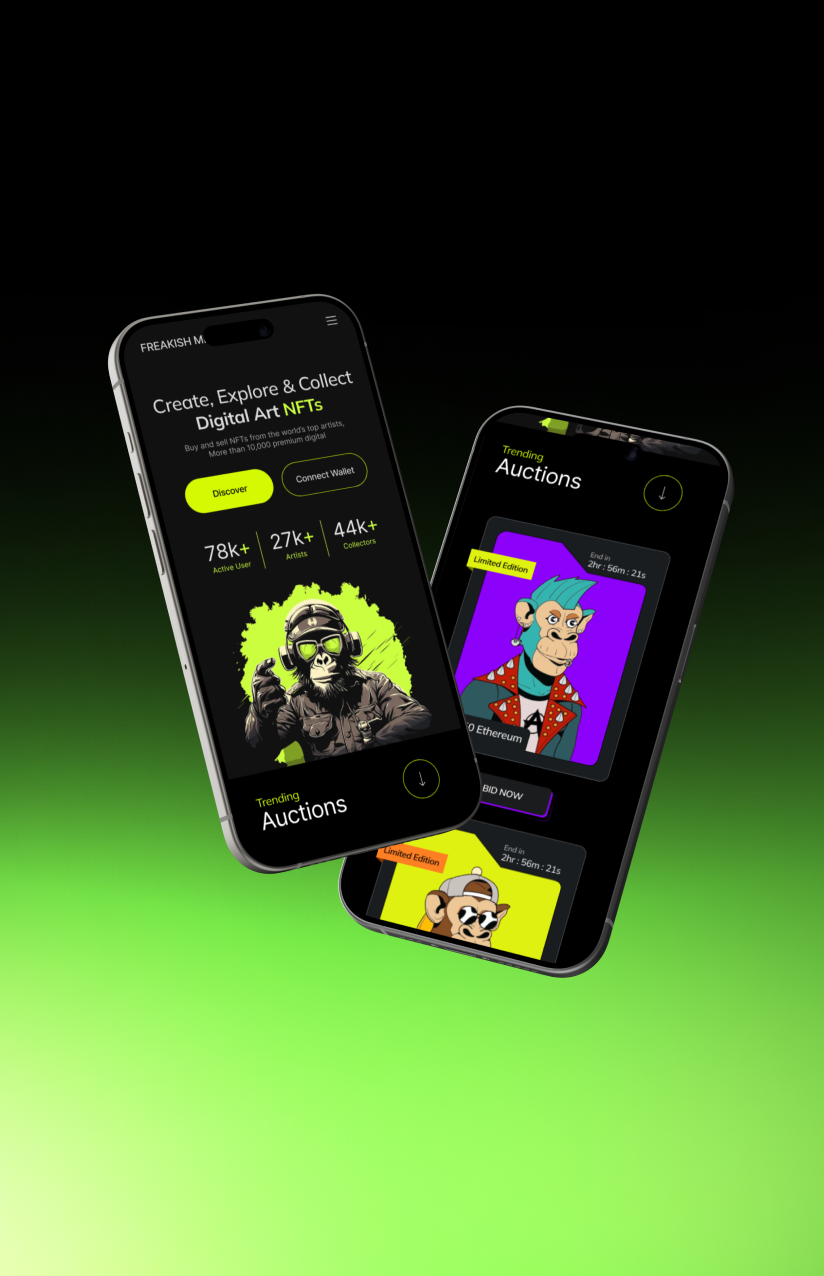 FREAKISH M
Create, Explore & Collect
Digital Art NFTs
Buy and sell NFTs from the world's top artists,
More than 10,000 premium digital
Discover
Connect Wallet
78k+
Active User
27k+
Artists
44k+
Collectors
Trending
Auctions
Trending
Auctions
Limited Edition
End in
2hr : 56m : 21s
0 Ethereum
BID NOW
Limited Edition
End in
2hr : 56m : 21s